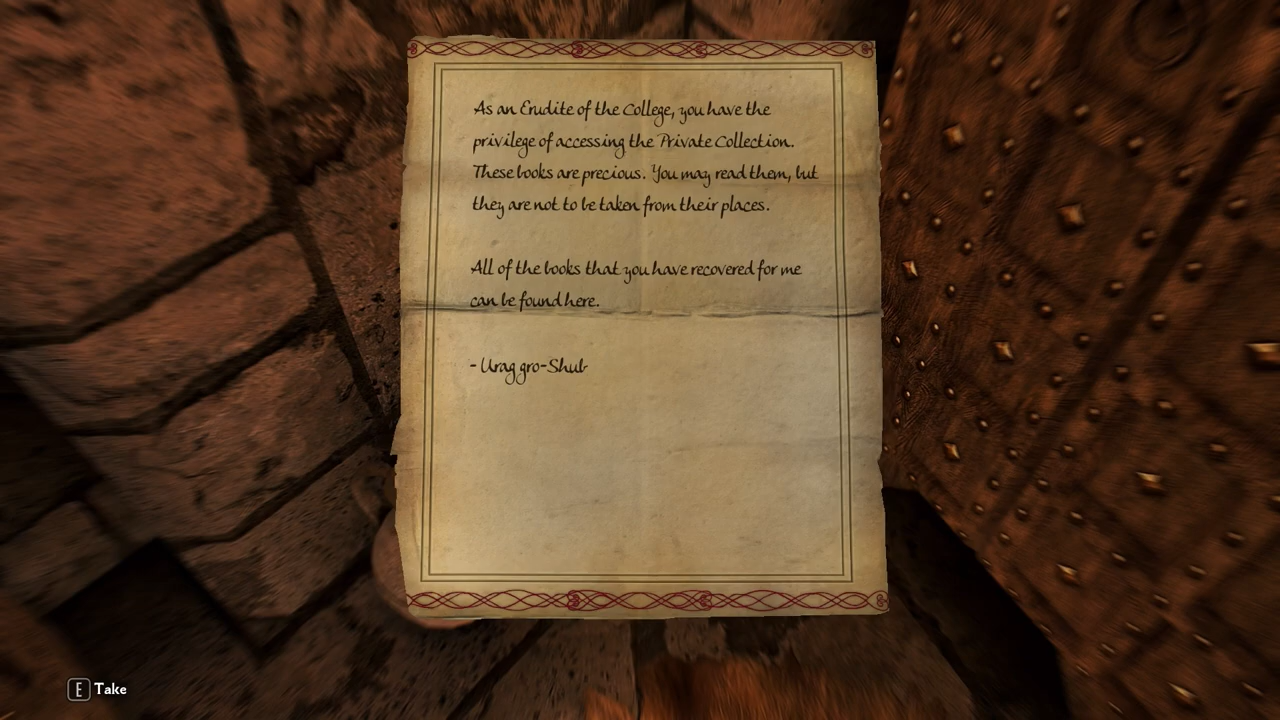 As an Erudite of the College, you have the
privilege of accessing the Private Collection.
These books are precious. You may read them, but
they are not to be taken from their places.
All of the books that you have recovered for me
can be found here.
- Urag gro-Shub
E Take